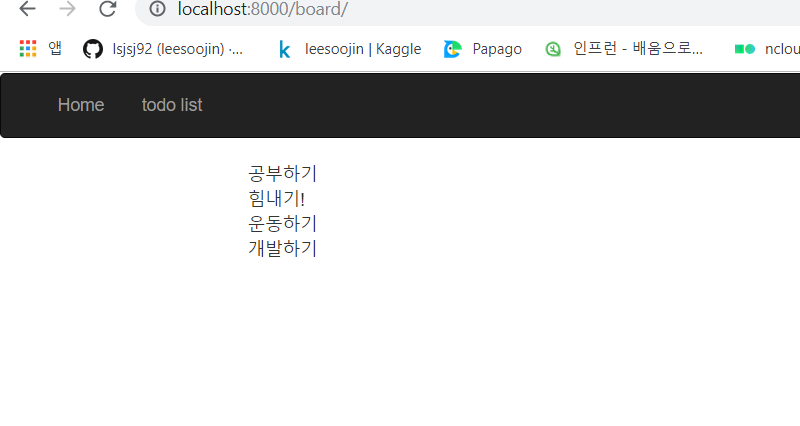 localhost:8000/board/
앱 lsjsj92 (leesoojin) ·... leesoojin | Kaggle Papago 인프런 - 배움으로... nclou
Home todo list
공부하기
힘내기!
운동하기
개발하기